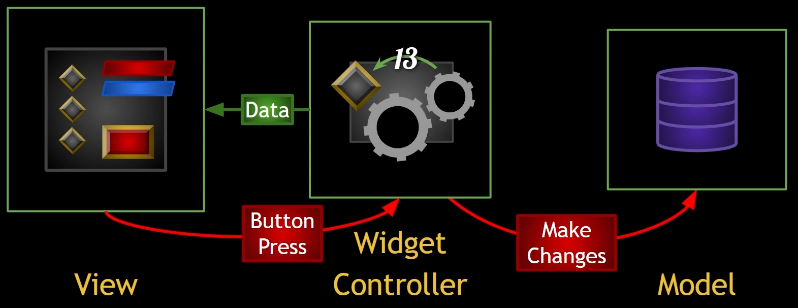 13
Data
Button
Press
Make
Changes
View
Widget
Controller
Model